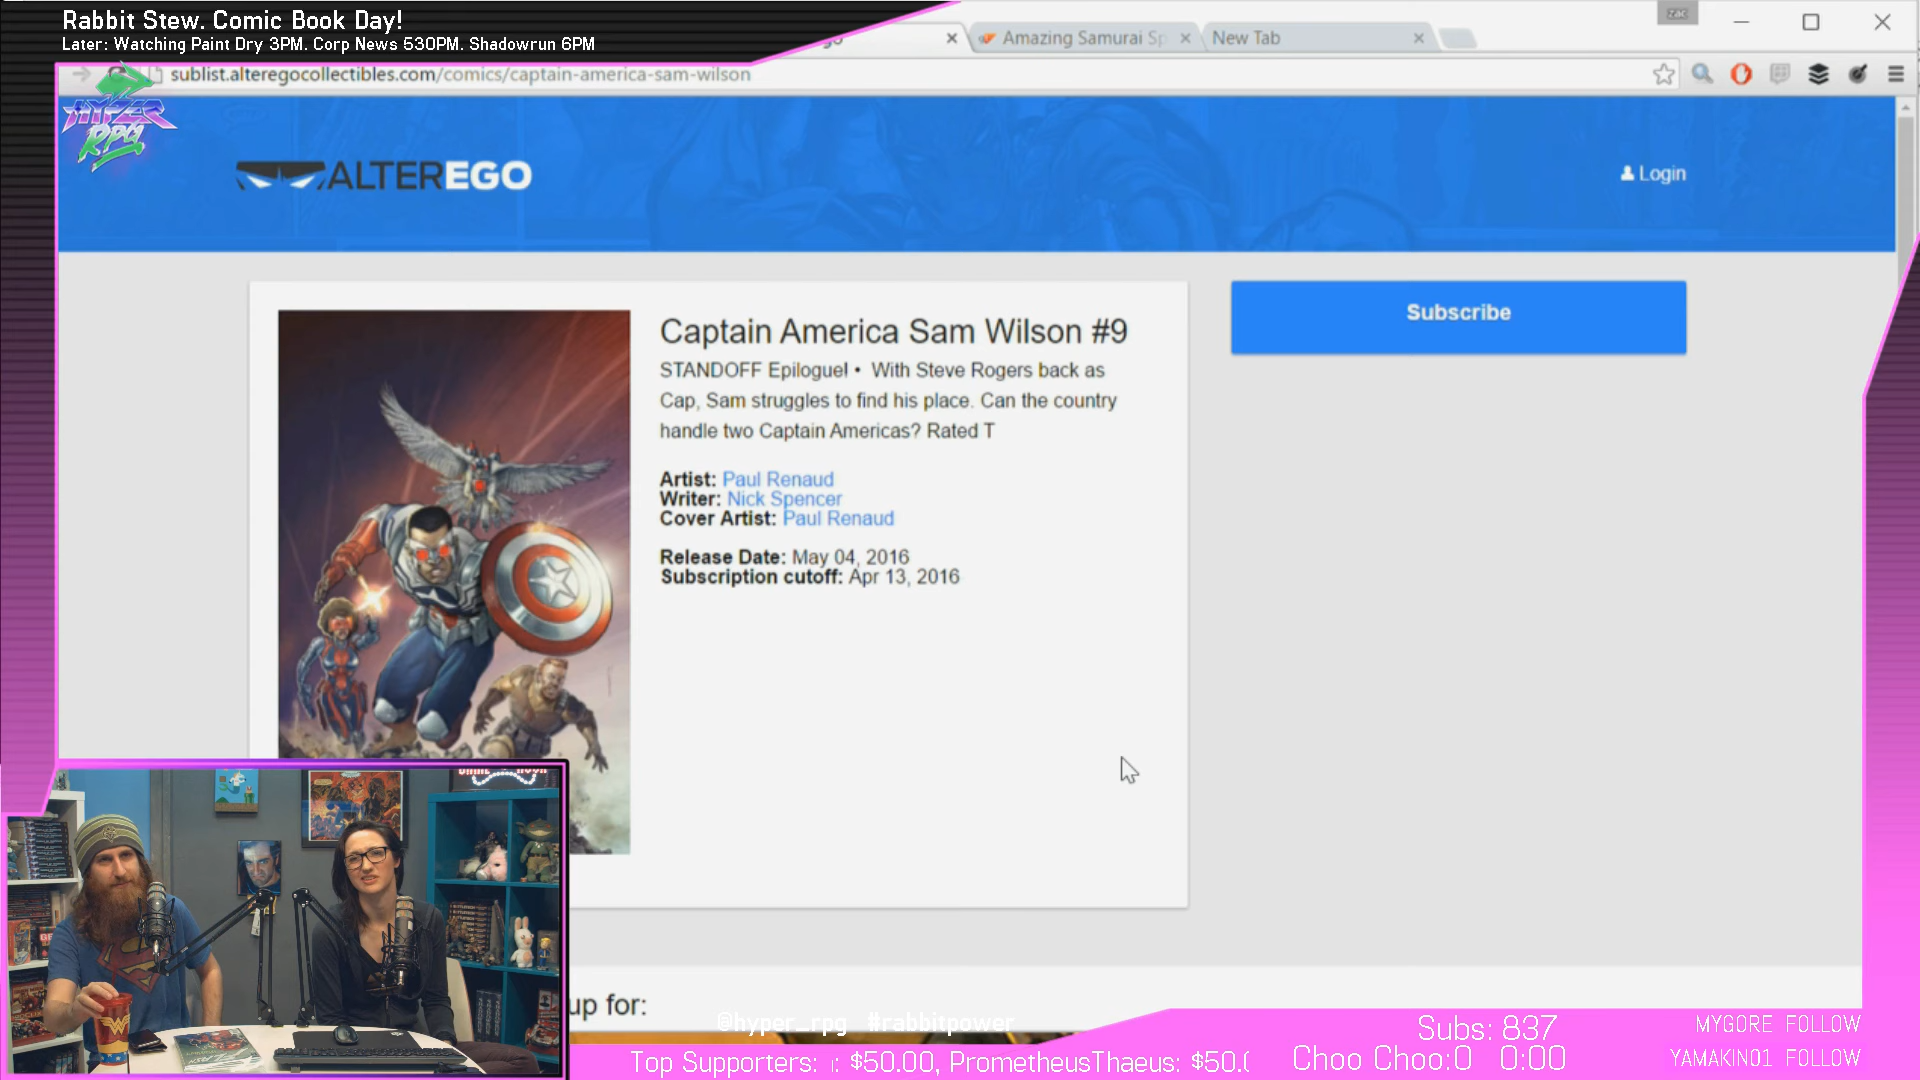 Rabbit Stew. Comic Book Day!
Later: Watching Paint Dry 3PM. Corp News 530PM. Shadowrun 6PM
zac
Amazing Samurai Sp
New Tab
sublist.alteregocollectibles.com/comics/captain-america-sam-wilson
HYPER
RPG
ALTEREGO
Login
Captain America Sam Wilson #9
STANDOFF Epilogue! • With Steve Rogers back as
Cap, Sam struggles to find his place. Can the country
handle two Captain Americas? Rated T
Artist: Paul Renaud
Writer: Nick Spencer
Cover Artist: Paul Renaud
Release Date: May 04, 2016
Subscription cutoff: Apr 13, 2016
Subscribe
up for:
@hyper_rpg #rabbitpower
Top Supporters: : $50.00, PrometheusThaeus: $50.0
Subs: 837
Choo Choo:0 0:00
MYGORE FOLLOW
YAMAKIN01 FOLLOW